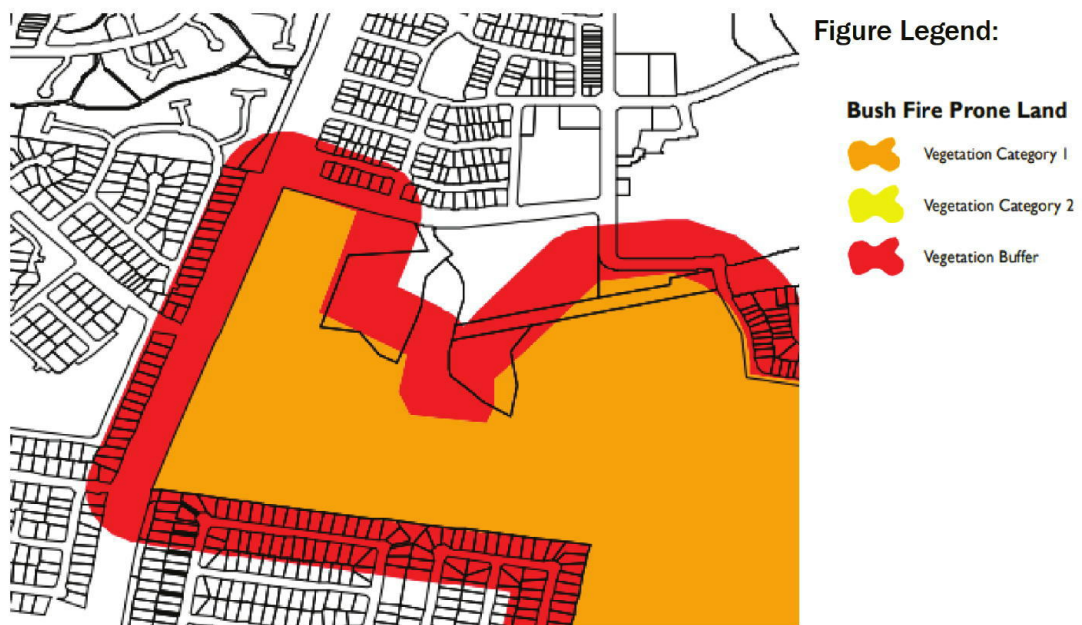 Figure Legend:
Bush Fire Prone Land
Vegetation Category 1
Vegetation Category 2
Vegetation Buffer